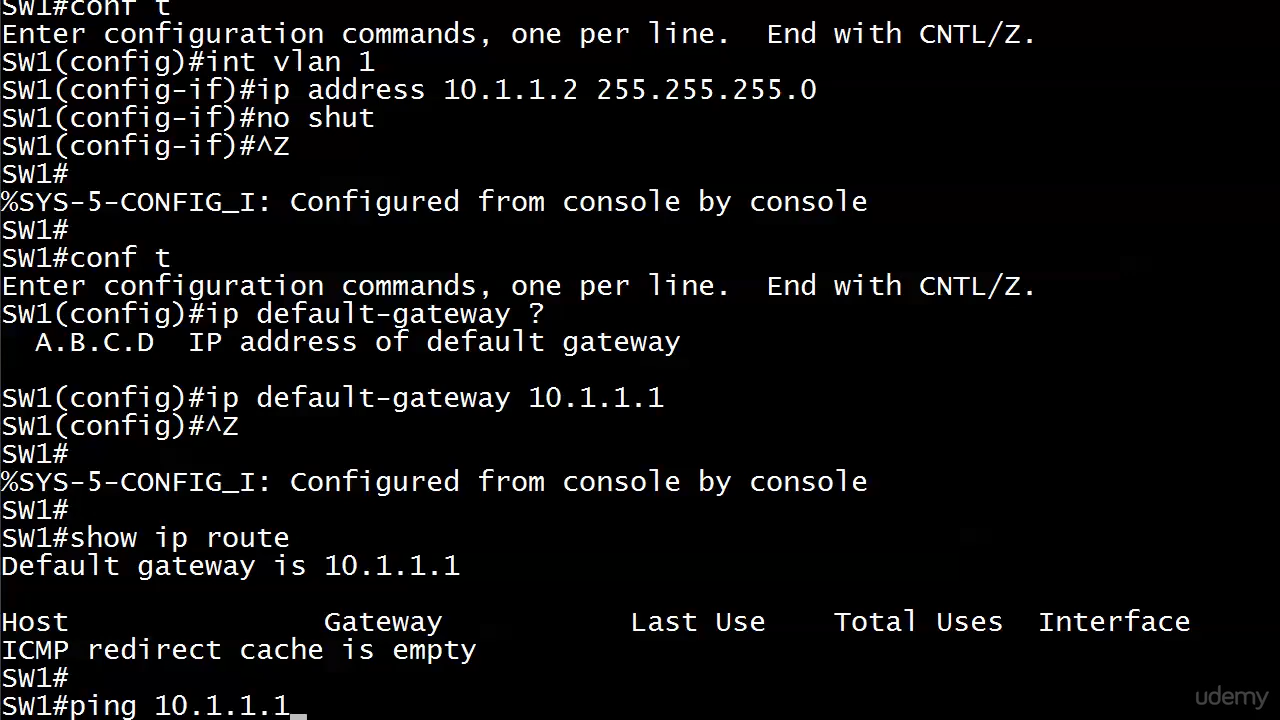 SW1#conf t
Enter configuration commands, one per line.  End with CNTL/Z.
SW1(config)#int vlan 1
SW1(config-if)#ip address 10.1.1.2 255.255.255.0
SW1(config-if)#no shut
SW1(config-if)#^Z
SW1#
%SYS-5-CONFIG_I: Configured from console by console
SW1#
SW1#conf t
Enter configuration commands, one per line.  End with CNTL/Z.
SW1(config)#ip default-gateway ?
  A.B.C.D  IP address of default gateway
SW1(config)#ip default-gateway 10.1.1.1
SW1(config)#^Z
SW1#
%SYS-5-CONFIG_I: Configured from console by console
SW1#
SW1#show ip route
Default gateway is 10.1.1.1
Host               Gateway           Last Use    Total Uses  Interface
ICMP redirect cache is empty
SW1#
SW1#ping 10.1.1.1
udemy